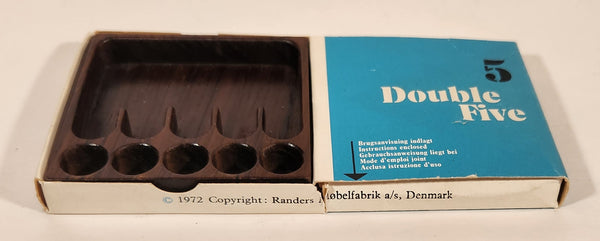 5
Double
Five
Brugsanvisning indlagt
Instructions enclosed
Gebrauchsanweisung liegt bei
Mode d'emploi joint
Acclusa istruzione d'uso
© 1972 Copyright: Randers Møbelfabrik a/s, Denmark